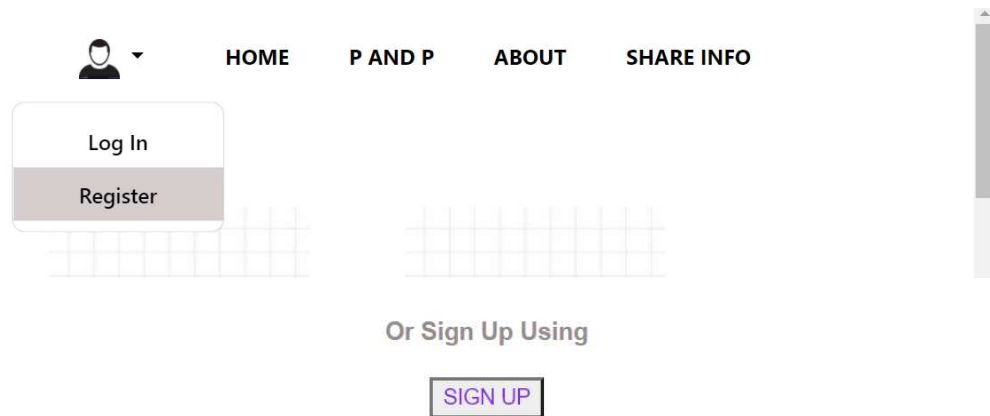 HOME P AND P ABOUT SHARE INFO
Log In
Register
Or Sign Up Using
SIGN UP